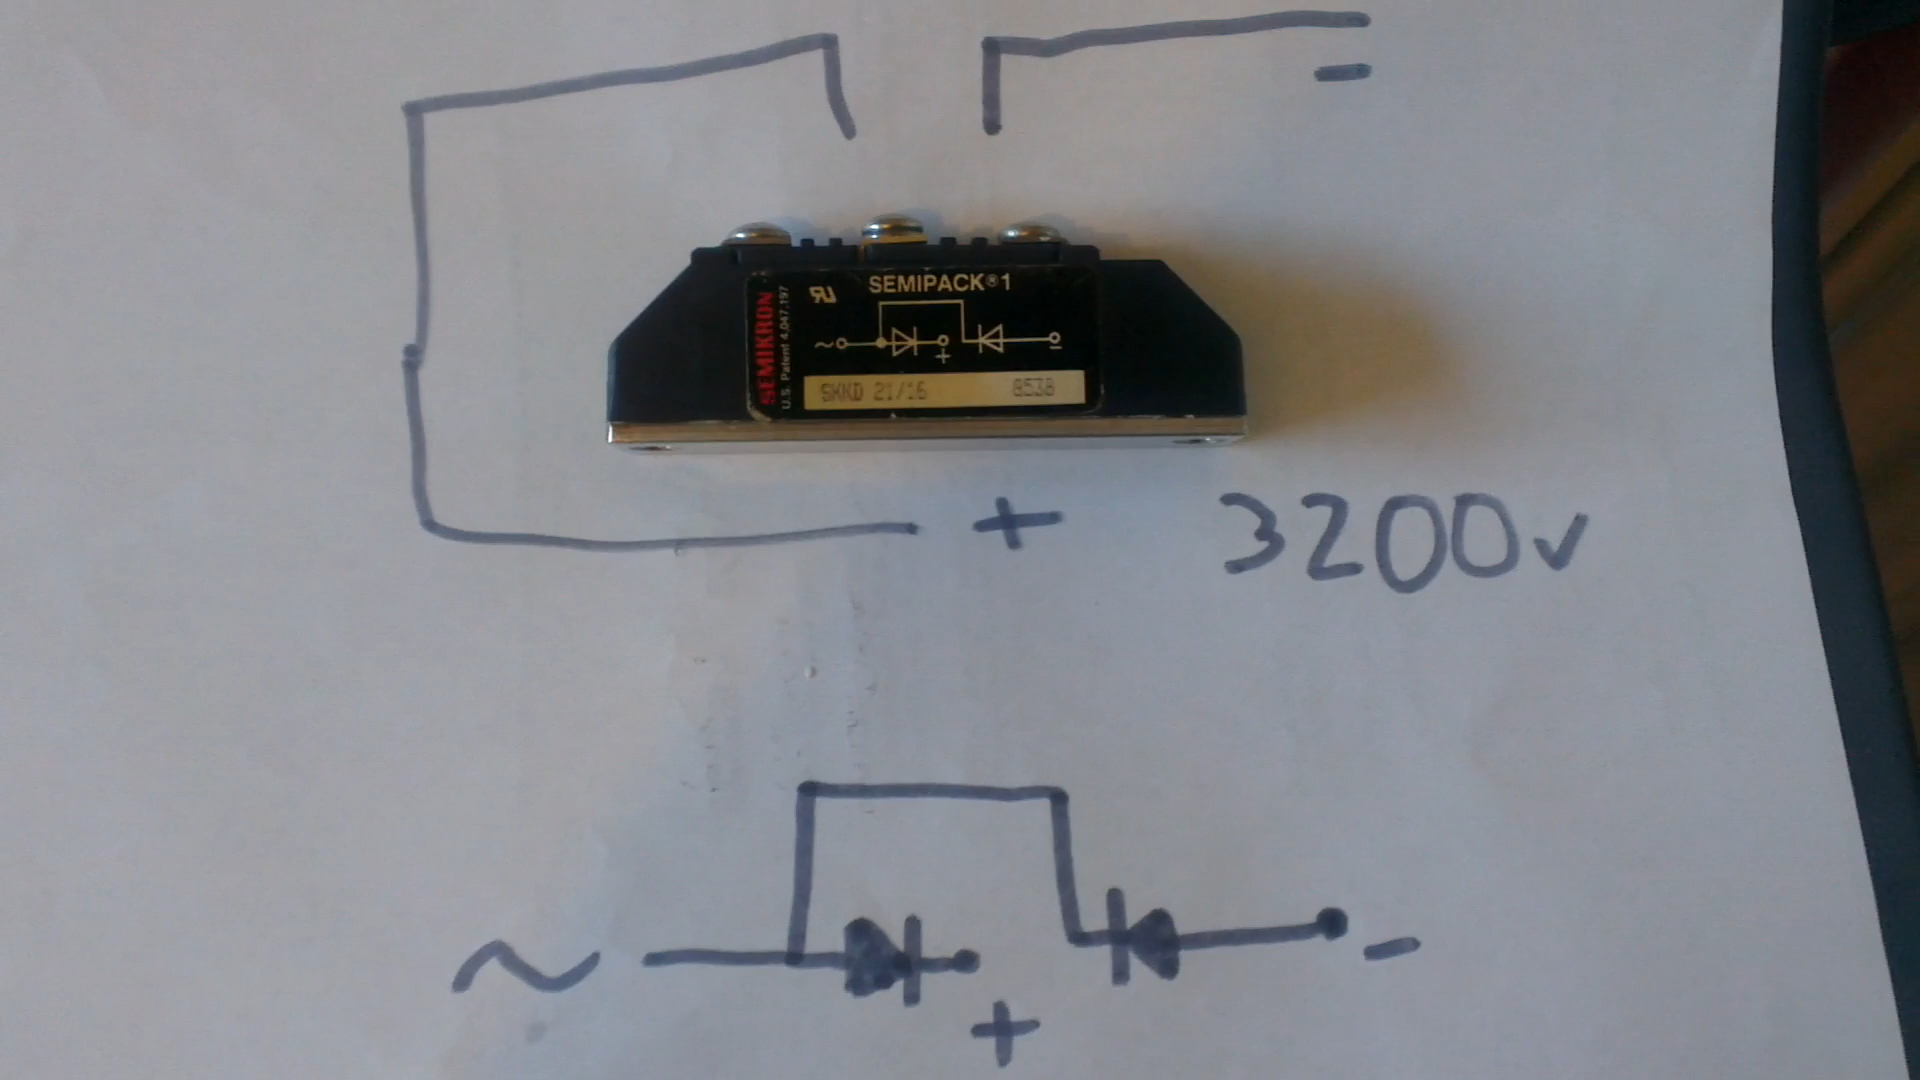 -
SEMIPACK®1
SEMIKRON
U.S. Patent 4,047,197
~ + -
SKKD 21/16 8538
+ 3200v
~ + -